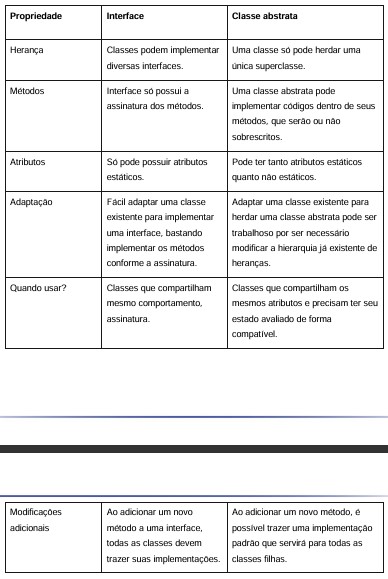 Propriedade Interface Classe abstrata
Herança Classes podem implementar Uma classe só pode herdar uma
diversas interfaces. única superclasse.
Métodos Interface só possui a Uma classe abstrata pode
assinatura dos métodos. implementar códigos dentro de seus
métodos, que serão ou não
sobrescritos.
Atributos Só pode possuir atributos Pode ter tanto atributos estáticos
estáticos. quanto não estáticos.
Adaptação Fácil adaptar uma classe Adaptar uma classe existente para
existente para implementar herdar uma classe abstrata pode ser
uma interface, bastando trabalhoso por ser necessário
implementar os métodos modificar a hierarquia já existente de
conforme a assinatura. heranças.
Quando usar? Classes que compartilham Classes que compartilham os
mesmo comportamento, mesmos atributos e precisam ter seu
assinatura. estado avaliado de forma
compatível.
Modificações Ao adicionar um novo Ao adicionar um novo método, é
adicionais método a uma interface, possível trazer uma implementação
todas as classes devem padrão que servirá para todas as
trazer suas implementações. classes filhas.